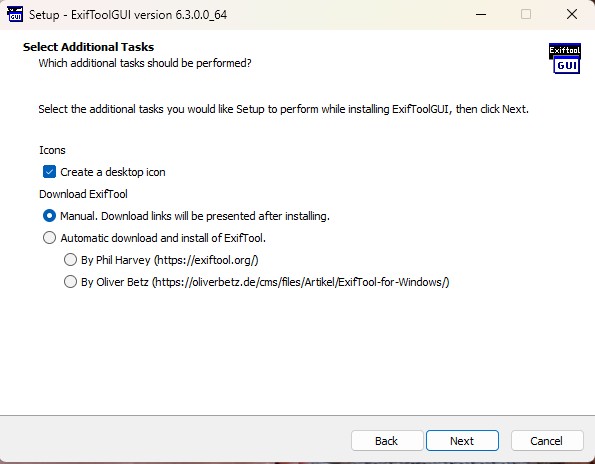 Setup - ExifToolGUI version 6.3.0.0_64
Select Additional Tasks
Which additional tasks should be performed?
Exiftool
GUI
Select the additional tasks you would like Setup to perform while installing ExifToolGUI, then click Next.
Icons
Create a desktop icon
Download ExifTool
Manual. Download links will be presented after installing.
Automatic download and install of ExifTool.
By Phil Harvey (https://exiftool.org/)
By Oliver Betz (https://oliverbetz.de/cms/files/Artikel/ExifTool-for-Windows/)
Back
Next
Cancel